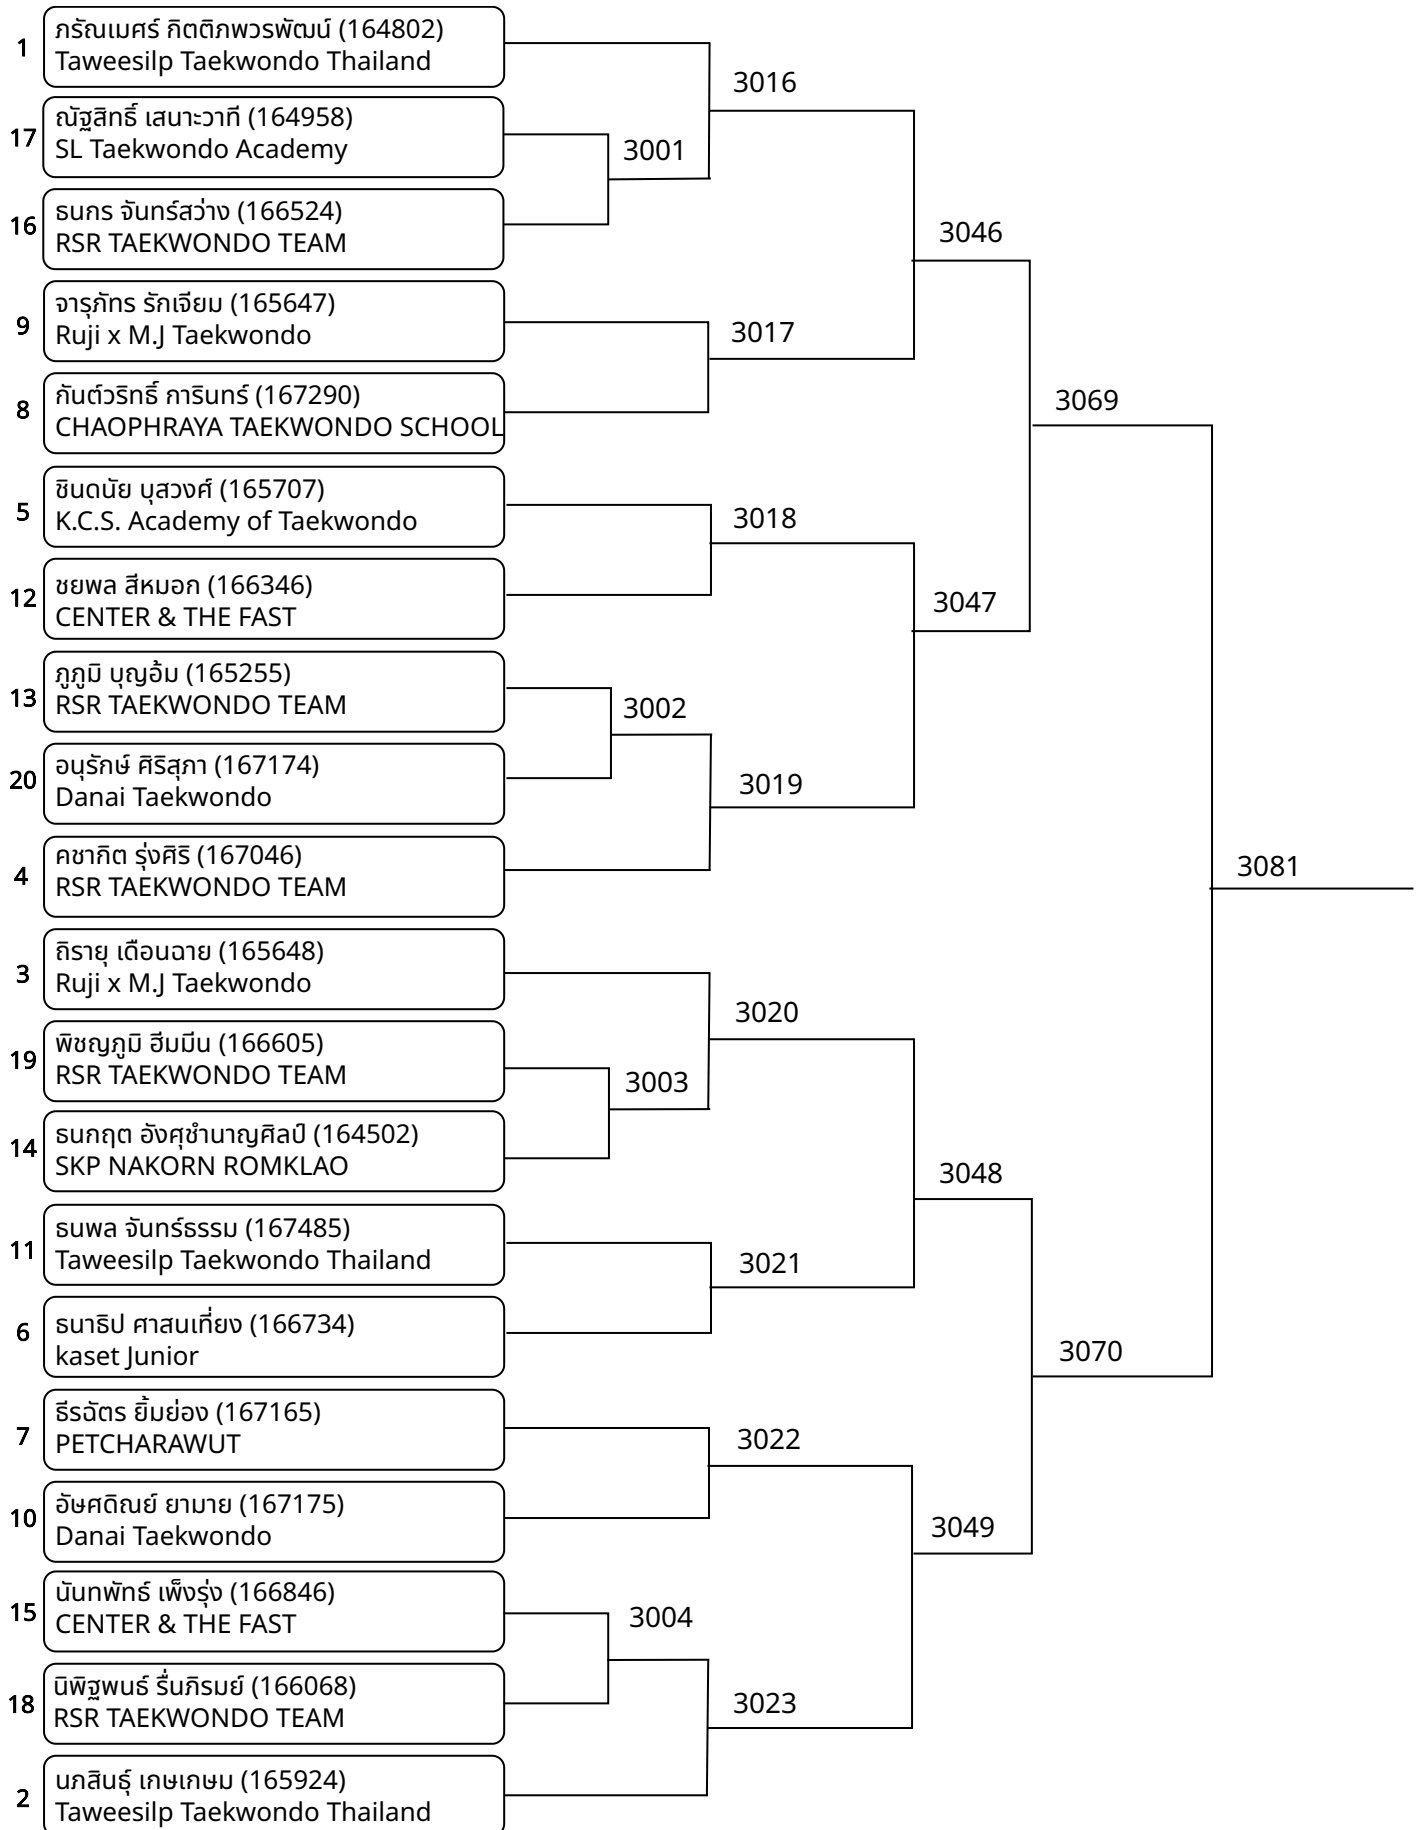 1
ภรัณเมศร์ กิตติภพวรพัฒน์ (164802)
Taweesilp Taekwondo Thailand
3016
17
ณัฐสิทธิ์ เสนาะวาที (164958)
SL Taekwondo Academy
3001
16
ธนกร จันทร์สว่าง (166524)
RSR TAEKWONDO TEAM
3046
9
จารุภัทร รักเจียม (165647)
Ruji x M.J Taekwondo
3017
8
กันต์วริทธิ์ การินทร์ (167290)
CHAOPHRAYA TAEKWONDO SCHOOL
3069
5
ชินดนัย บุสวงศ์ (165707)
K.C.S. Academy of Taekwondo
3018
12
ชยพล สีหมอก (166346)
CENTER & THE FAST
3047
13
ภูภูมิ บุญอ้ม (165255)
RSR TAEKWONDO TEAM
3002
20
อนุรักษ์ ศิริสุภา (167174)
Danai Taekwondo
3019
4
คชากิต รุ่งศิริ (167046)
RSR TAEKWONDO TEAM
3081
3
ถิรายุ เดือนฉาย (165648)
Ruji x M.J Taekwondo
3020
19
พิชญภูมิ ฮีมมีน (166605)
RSR TAEKWONDO TEAM
3003
14
ธนกฤต อังศุชำนาญศิลป์ (164502)
SKP NAKORN ROMKLAO
3048
11
ธนพล จันทร์ธรรม (167485)
Taweesilp Taekwondo Thailand
3021
6
ธนาธิป ศาสนเที่ยง (166734)
kaset Junior
3070
7
ธีรฉัตร ยิ้มย่อง (167165)
PETCHARAWUT
3022
10
อัษศดิณย์ ยามาย (167175)
Danai Taekwondo
3049
15
นันทพัทธ์ เพ็งรุ่ง (166846)
CENTER & THE FAST
3004
18
นิพิฐพนธ์ รื่นภิรมย์ (166068)
RSR TAEKWONDO TEAM
3023
2
นภสินธุ์ เกษเกษม (165924)
Taweesilp Taekwondo Thailand